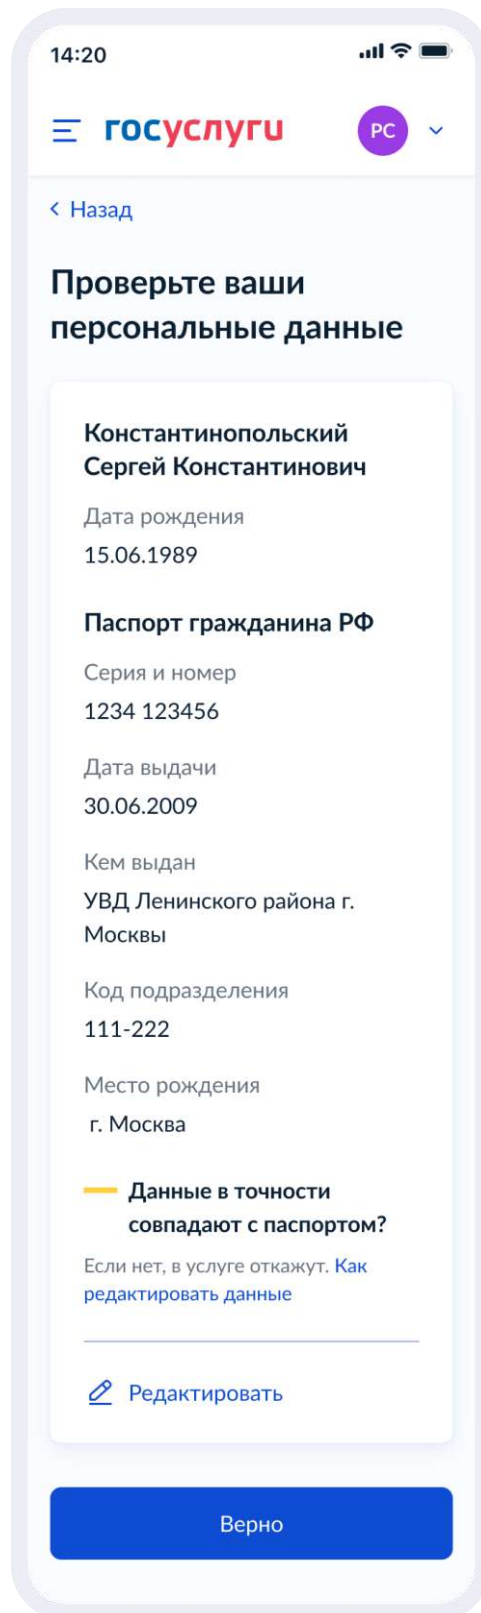 14:20
госуслуги
РС
Назад
Проверьте ваши
персональные данные
Константинопольский
Сергей Константинович
Дата рождения
15.06.1989
Паспорт гражданина РФ
Серия и номер
1234 123456
Дата выдачи
30.06.2009
Кем выдан
УВД Ленинского района г.
Москвы
Код подразделения
111-222
Место рождения
г. Москва
Данные в точности
совпадают с паспортом?
Если нет, в услуге откажут. Как
редактировать данные
Редактировать
Верно